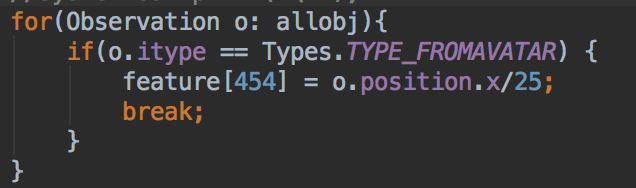 for(Observation o: allobj){
if(o.itype == Types.TYPE_FROMAVATAR) {
feature[454] = o.position.x/25;
break;
}
}